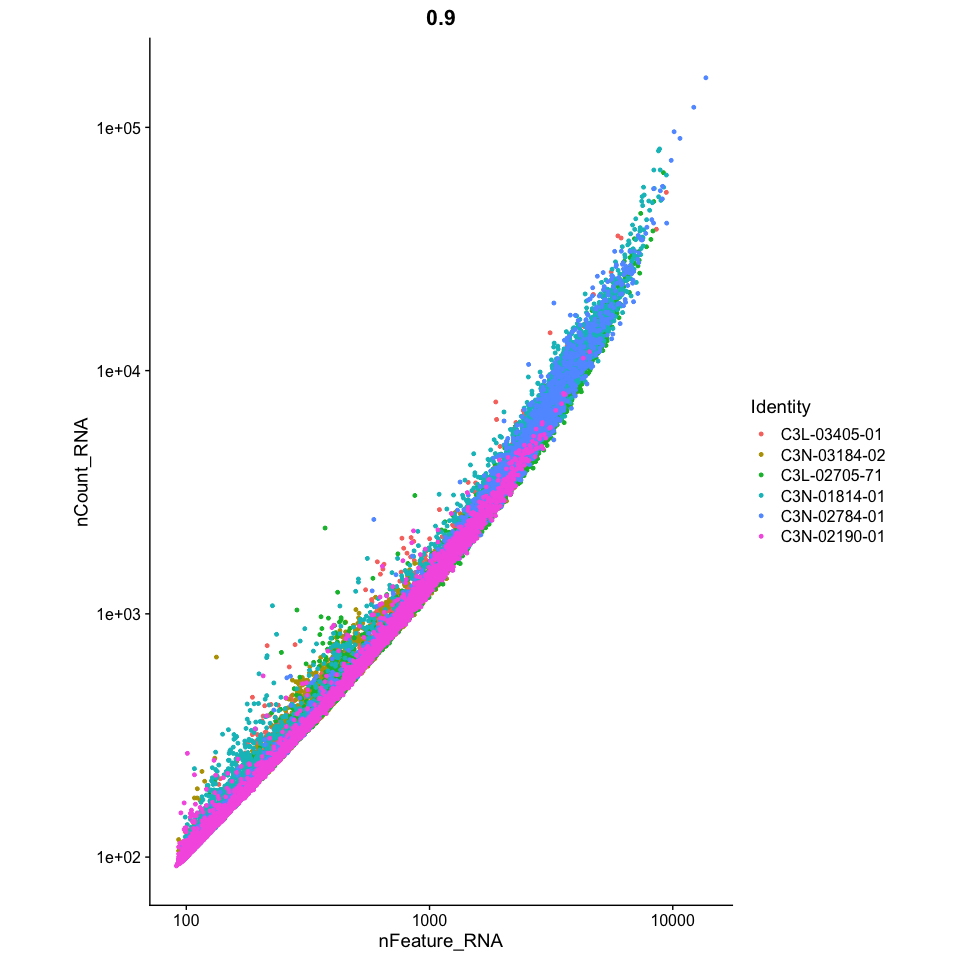 0.9
nCount_RNA
1e+05
1e+04
1e+03
1e+02
100
1000
10000
nFeature_RNA
Identity
C3L-03405-01
C3N-03184-02
C3L-02705-71
C3N-01814-01
C3N-02784-01
C3N-02190-01